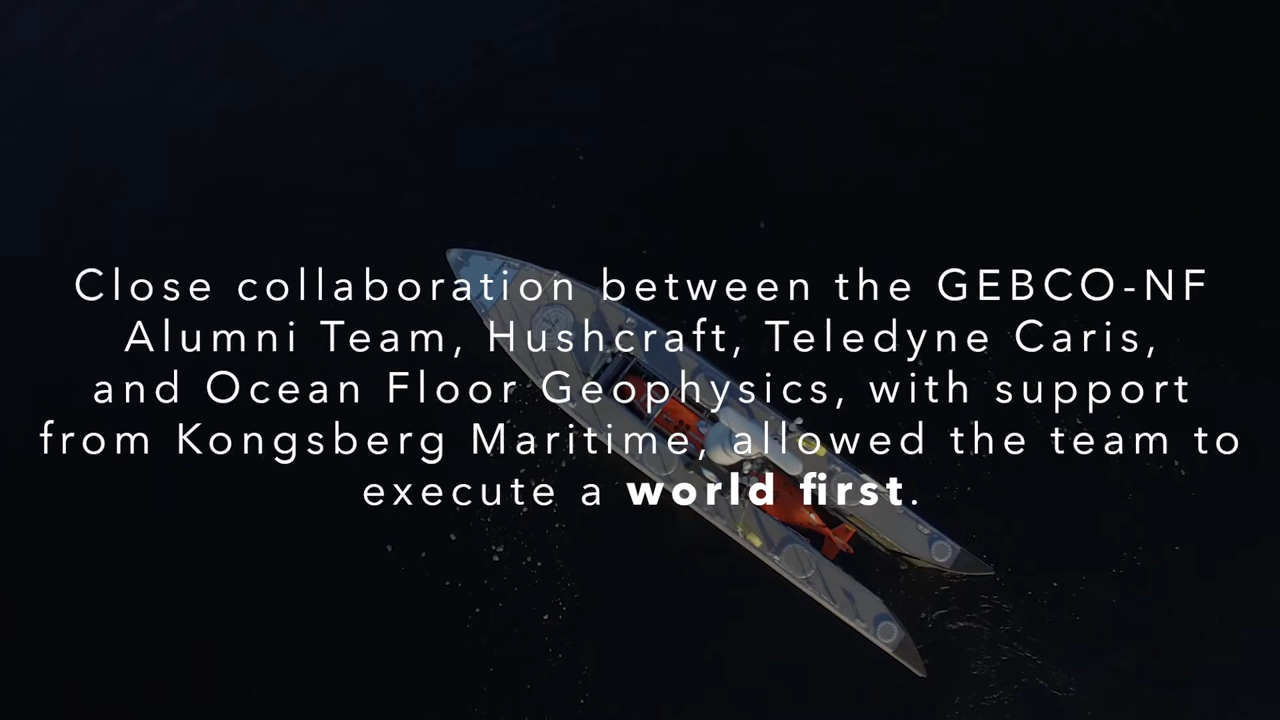 Close collaboration between the GEBCO-NF
Alumni Team, Hushcraft, Teledyne Caris,
and Ocean Floor Geophysics, with support
from Kongsberg Maritime, allowed the team to
execute a world first.